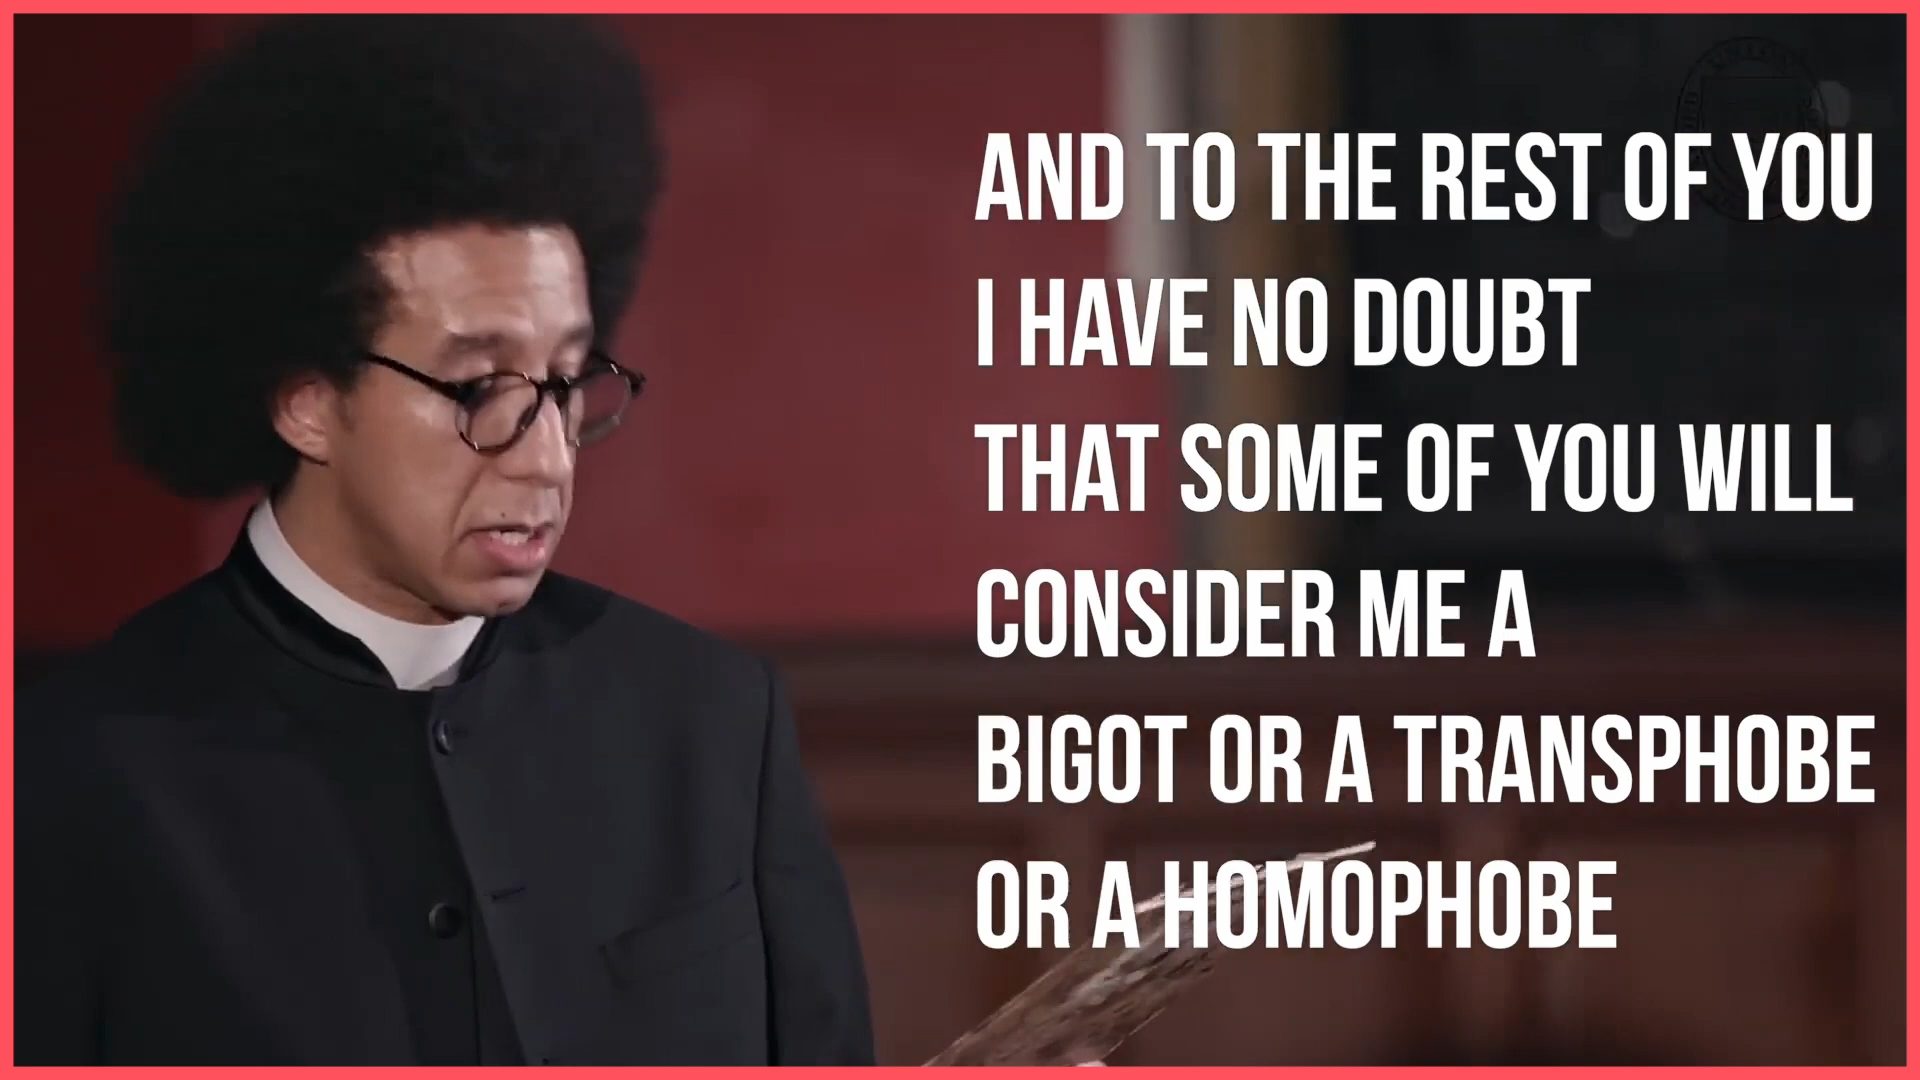 AND TO THE REST OF YOU
I HAVE NO DOUBT
THAT SOME OF YOU WILL
CONSIDER ME A
BIGOT OR A TRANSPHOBE
OR A HOMOPHOBE